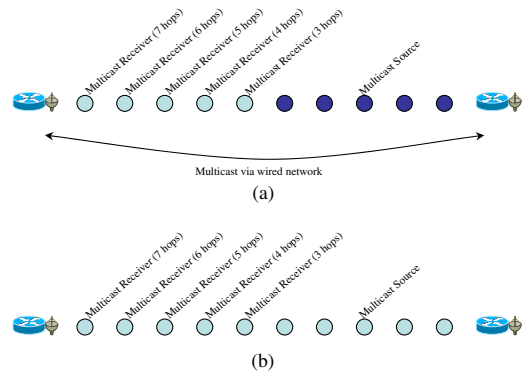 Multicast Receiver (7 hops)
Multicast Receiver (6 hops)
Multicast Receiver (5 hops)
Multicast Receiver (4 hops)
Multicast Receiver (3 hops)
Multicast Source
Multicast via wired network
(a)
Multicast Receiver (7 hops)
Multicast Receiver (6 hops)
Multicast Receiver (5 hops)
Multicast Receiver (4 hops)
Multicast Receiver (3 hops)
Multicast Source
(b)